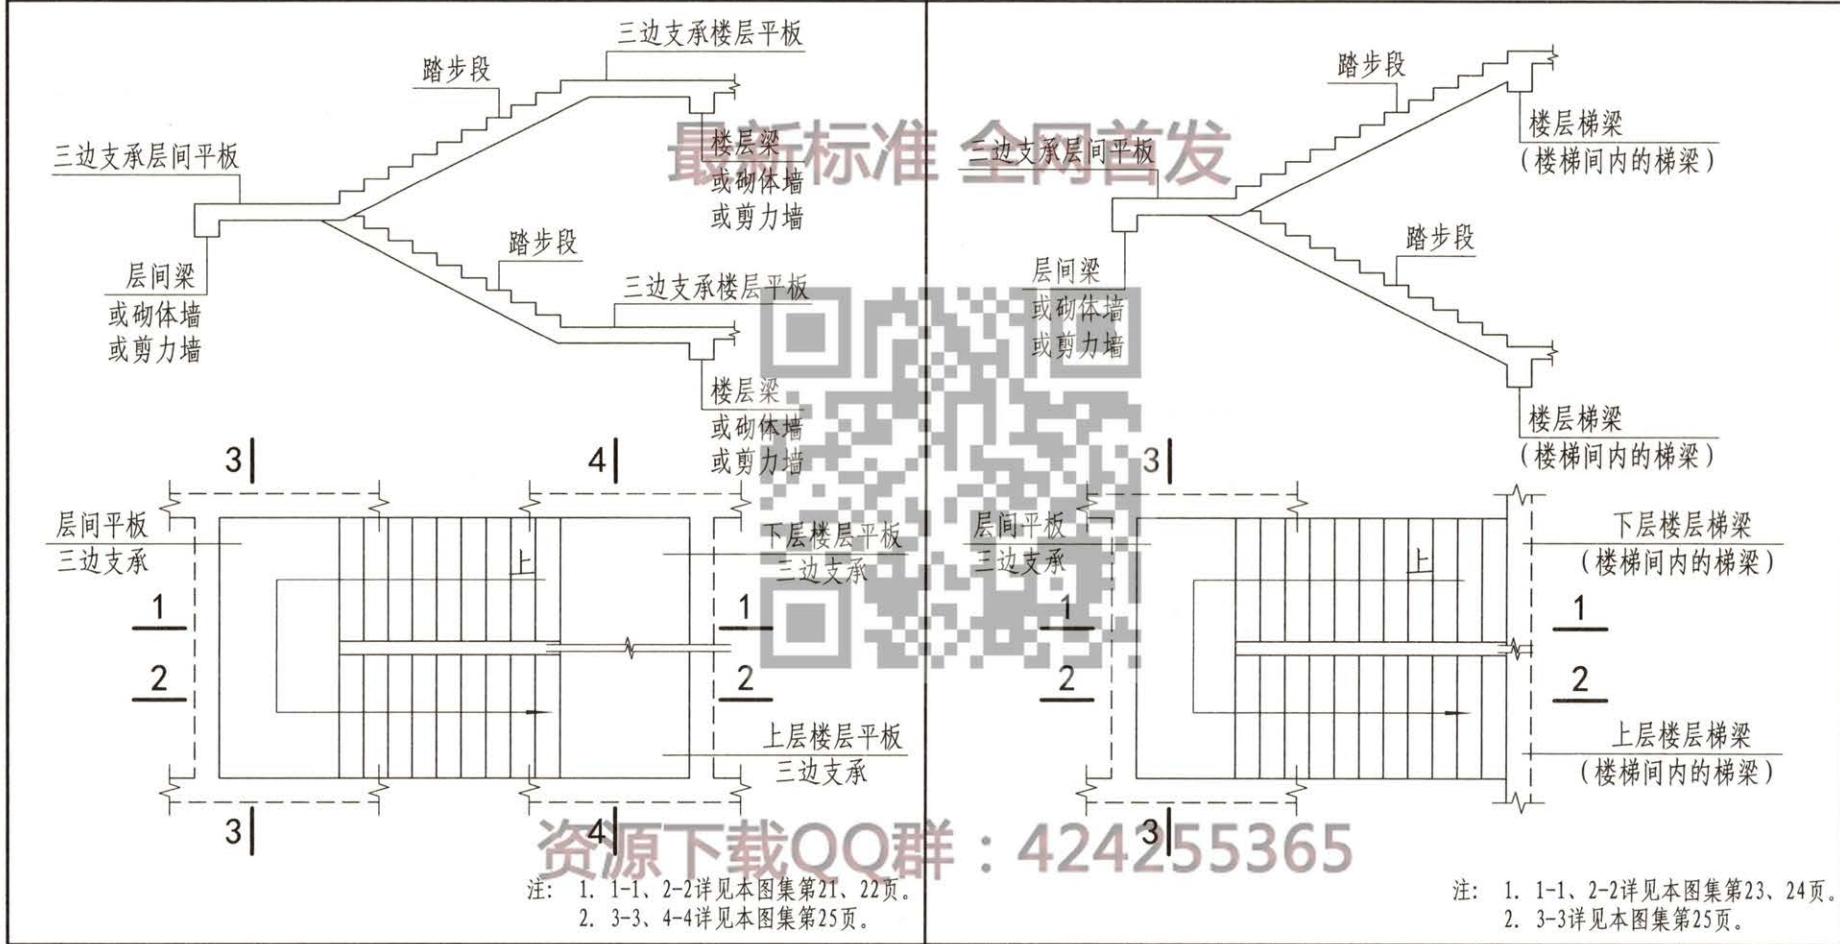 三边支承楼层平板
踏步段
三边支承层间平板
楼层梁
或砌体墙
或剪力墙
踏步段
层间梁
或砌体墙
或剪力墙
三边支承楼层平板
楼层梁
或砌体墙
或剪力墙
3
4
层间平板
三边支承
上
下层楼层平板
三边支承
1
1
2
2
上层楼层平板
三边支承
3
4
注: 1. 1-1、2-2详见本图集第21、22页。
2. 3-3、4-4详见本图集第25页。
踏步段
楼层梯梁
(楼梯间内的梯梁)
三边支承层间平板
踏步段
层间梁
或砌体墙
或剪力墙
楼层梯梁
(楼梯间内的梯梁)
3
层间平板
三边支承
上
下层楼层梯梁
(楼梯间内的梯梁)
1
1
2
2
上层楼层梯梁
(楼梯间内的梯梁)
3
注: 1. 1-1、2-2详见本图集第23、24页。
2. 3-3详见本图集第25页。
最新标准 全网首发
资源下载QQ群：424255365